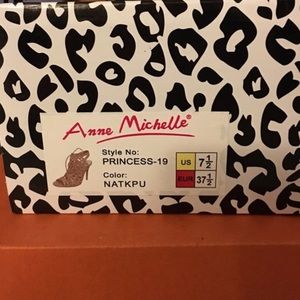 Anne Michelle®
Style No:
PRINCESS-19
Color:
NATKPU
US 7 1/2
EUR 37 1/2